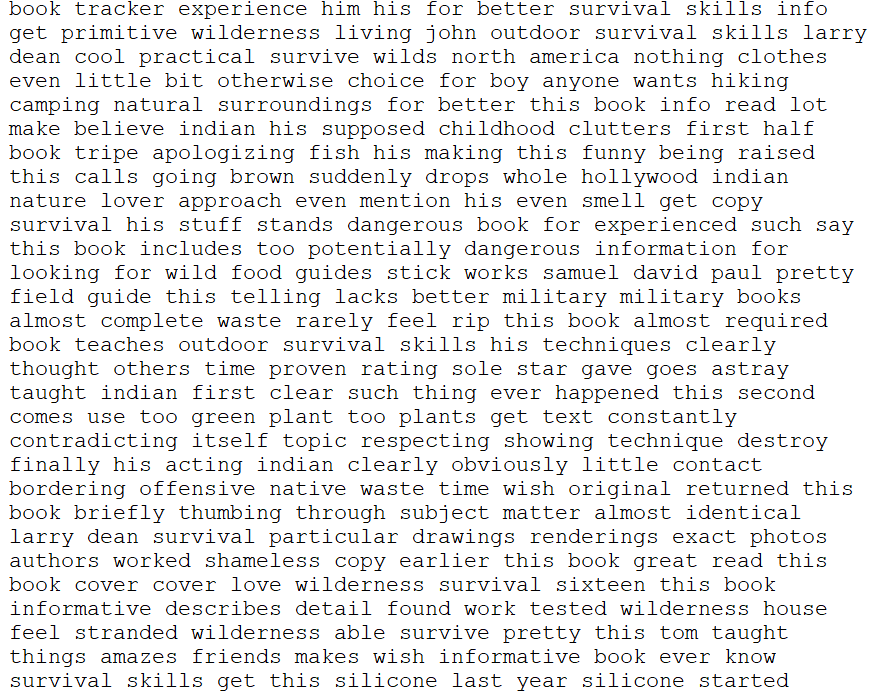 book tracker experience him his for better survival skills info
get primitive wilderness living john outdoor survival skills larry
dean cool practical survive wilds north america nothing clothes
even little bit otherwise choice for boy anyone wants hiking
camping natural surroundings for better this book info read lot
make believe indian his supposed childhood clutters first half
book tripe apologizing fish his making this funny being raised
this calls going brown suddenly drops whole hollywood indian
nature lover approach even mention his even smell get copy
survival his stuff stands dangerous book for experienced such say
this book includes too potentially dangerous information for
looking for wild food guides stick works samuel david paul pretty
field guide this telling lacks better military military books
almost complete waste rarely feel rip this book almost required
book teaches outdoor survival skills his techniques clearly
thought others time proven rating sole star gave goes astray
taught indian first clear such thing ever happened this second
comes use too green plant too plants get text constantly
contradicting itself topic respecting showing technique destroy
finally his acting indian clearly obviously little contact
bordering offensive native waste time wish original returned this
book briefly thumbing through subject matter almost identical
larry dean survival particular drawings renderings exact photos
authors worked shameless copy earlier this book great read this
book cover cover love wilderness survival sixteen this book
informative describes detail found work tested wilderness house
feel stranded wilderness able survive pretty this tom taught
things amazes friends makes wish informative book ever know
survival skills get this silicone last year silicone started